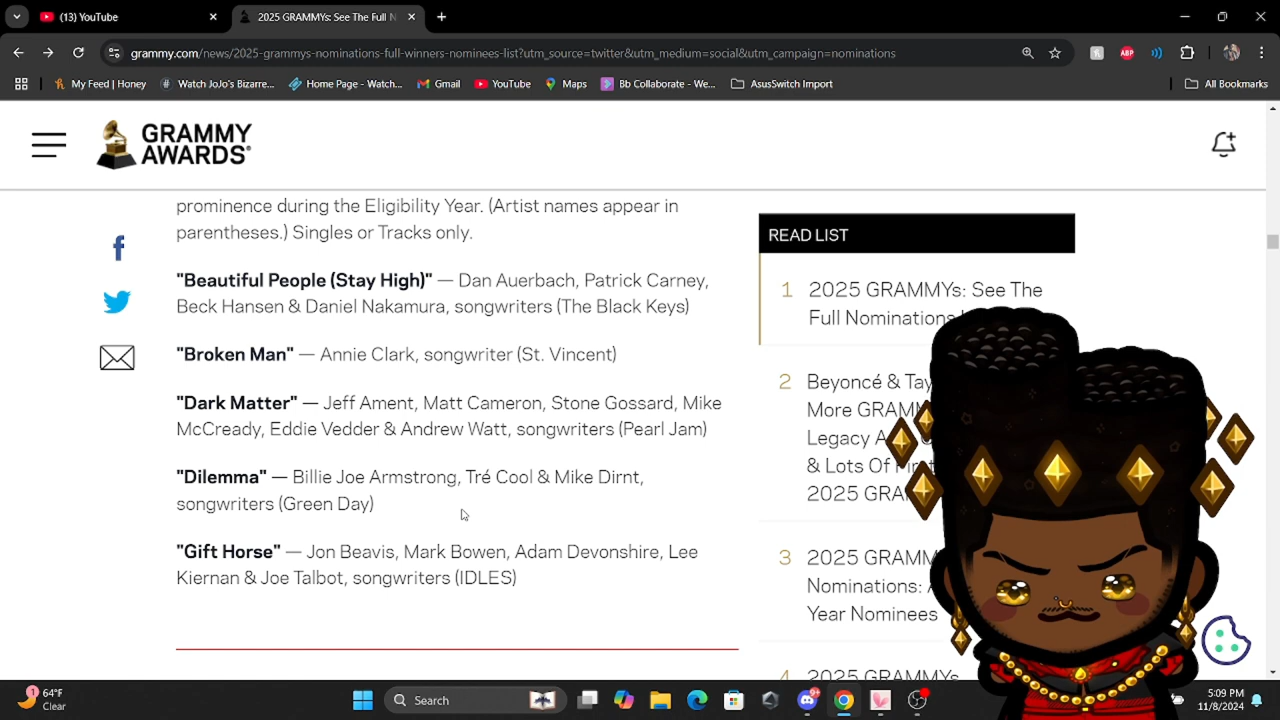 (13) YouTube
2025 GRAMMYs: See The Full N
grammy.com/news/2025-grammys-nominations-full-winners-nominees-list?utm_source=twitter&utm_medium=social&utm_campaign=nominations
ABP
My Feed | Honey
Watch JoJo's Bizarre...
Home Page - Watch...
Gmail
YouTube
Maps
Bb Collaborate - We...
AsusSwitch Import
All Bookmarks
GRAMMY
AWARDS®
prominence during the Eligibility Year. (Artist names appear in
parentheses.) Singles or Tracks only.
"Beautiful People (Stay High)" — Dan Auerbach, Patrick Carney,
Beck Hansen & Daniel Nakamura, songwriters (The Black Keys)
"Broken Man" — Annie Clark, songwriter (St. Vincent)
"Dark Matter" — Jeff Ament, Matt Cameron, Stone Gossard, Mike
McCready, Eddie Vedder & Andrew Watt, songwriters (Pearl Jam)
"Dilemma" — Billie Joe Armstrong, Tré Cool & Mike Dirnt,
songwriters (Green Day)
"Gift Horse" — Jon Beavis, Mark Bowen, Adam Devonshire, Lee
Kiernan & Joe Talbot, songwriters (IDLES)
READ LIST
1 2025 GRAMMYs: See The
Full Nominations
2 Beyoncé & Tay
More GRAMM
Legacy A
& Lots Of
2025 GRA
3 2025 GRAMM
Nominations:
Year Nominees
4 2025 GRAMMYs
1
64°F
Clear
Search
5:09 PM
11/8/2024